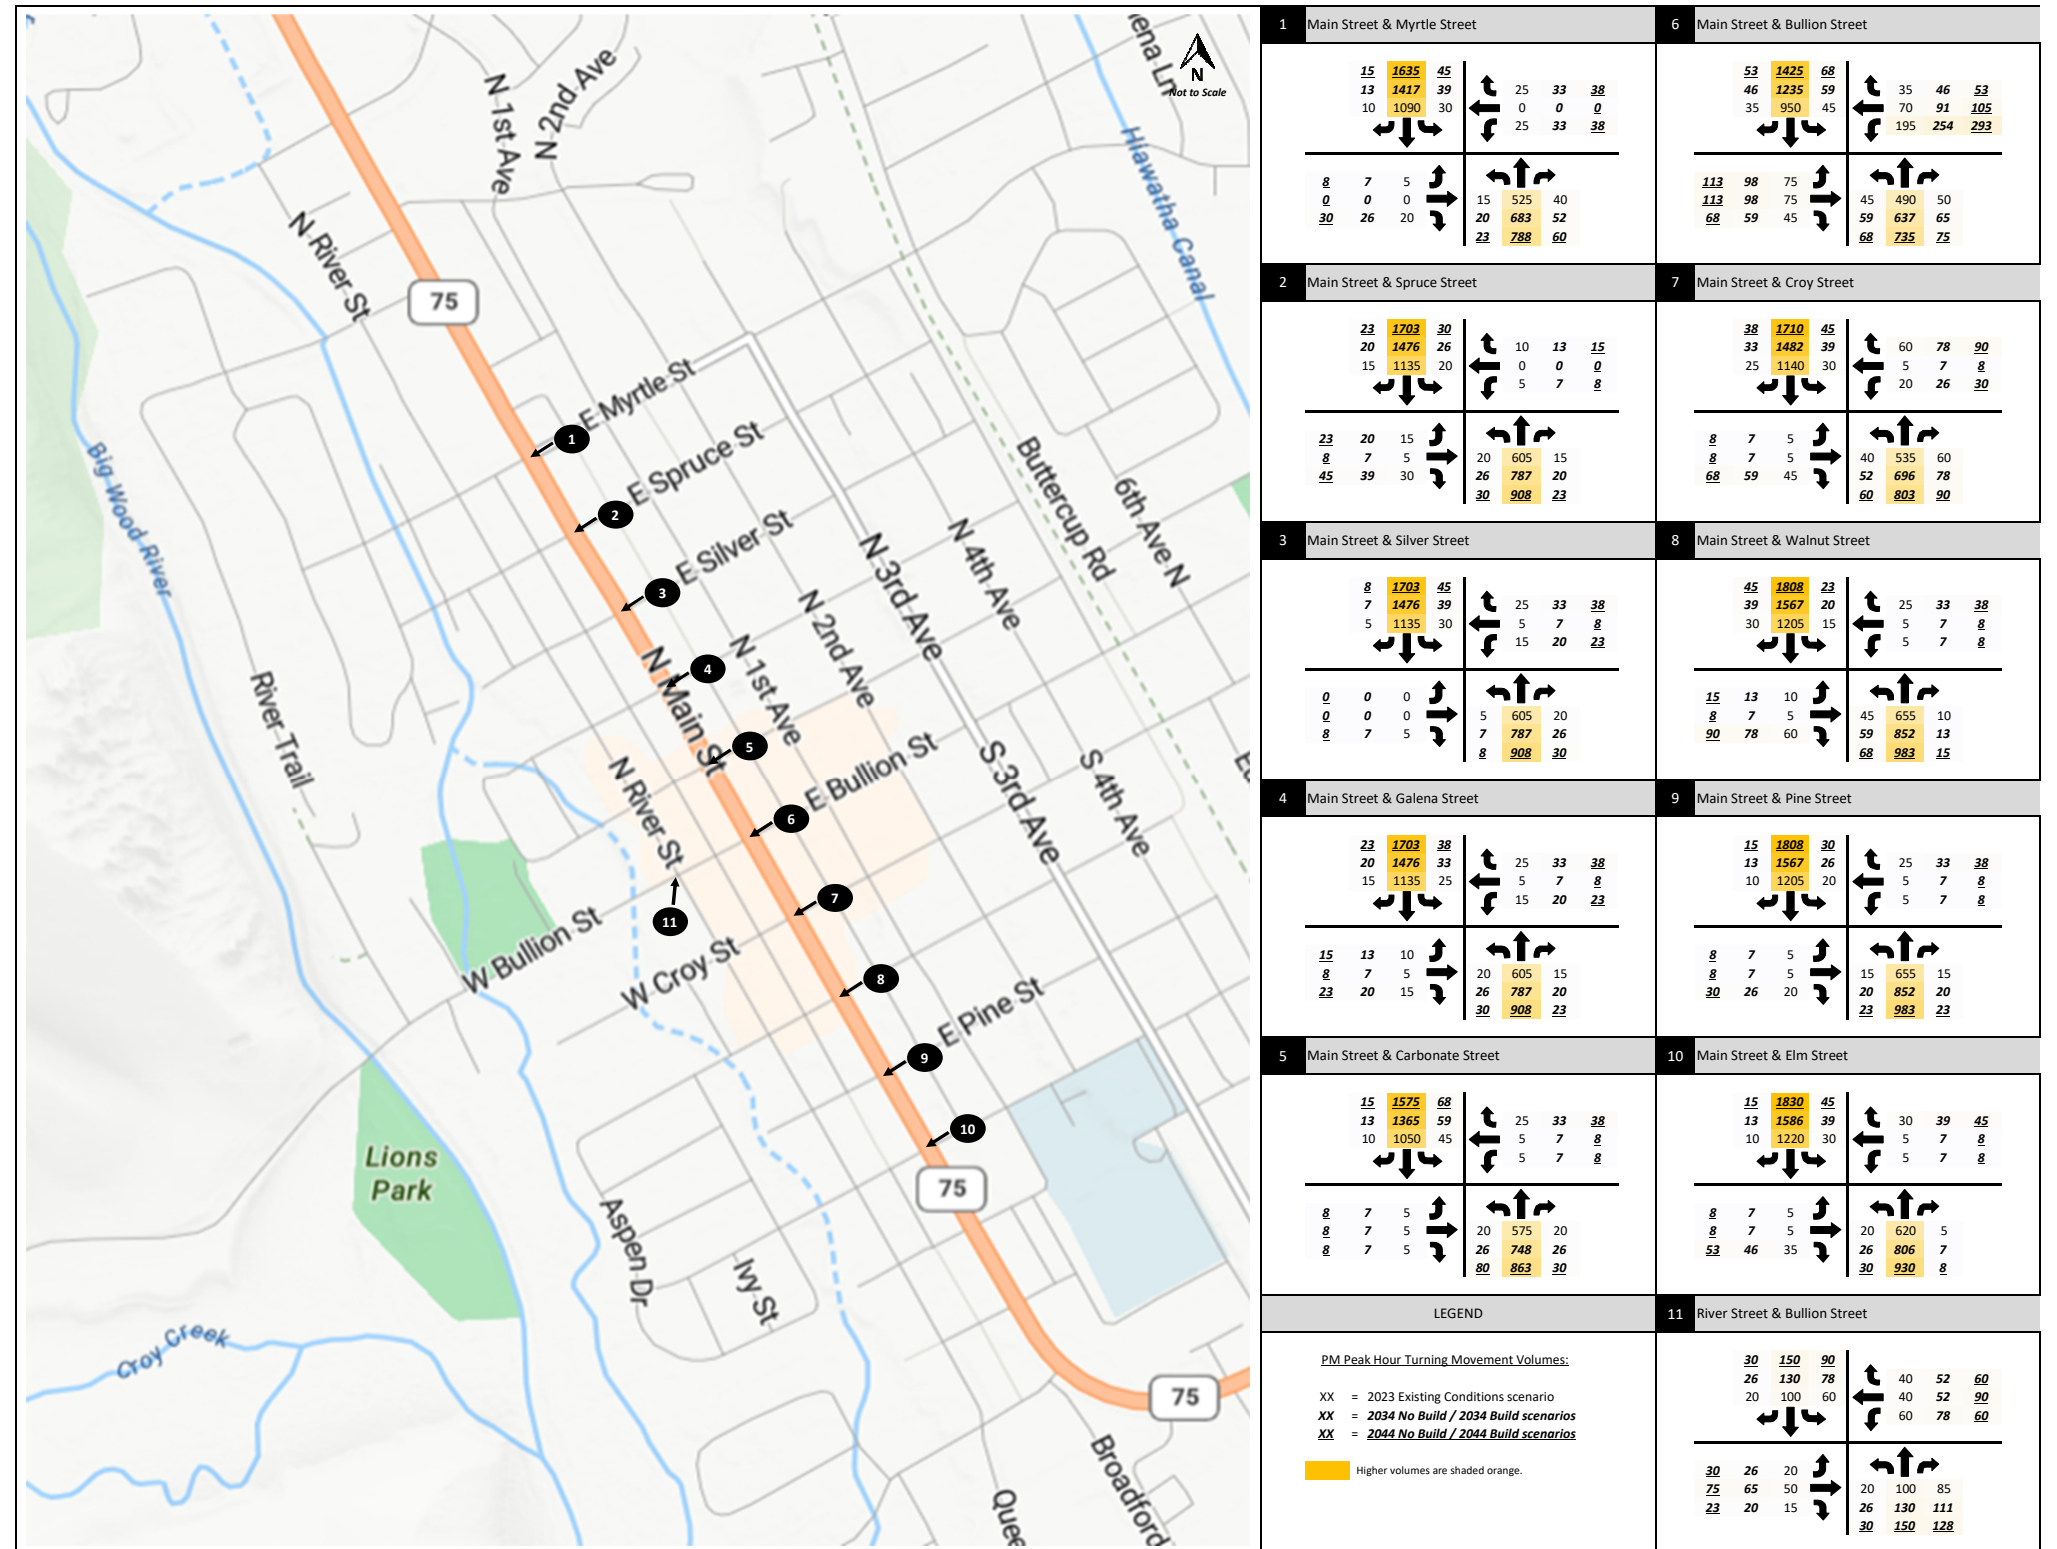 N
Not to Scale
ena Ln
N 1st Ave
N 2nd Ave
Hiawatha Canal
N River St
75
E Myrtle St
1
E Spruce St
2
E Silver St
3
Big Wood River
Buttercup Rd
6th Ave N
N 3rd Ave
N 4th Ave
N 2nd Ave
N 1st Ave
N Main St
4
River Trail
5
E Bullion St
N River St
6
S 3rd Ave
S 4th Ave
7
11
W Bullion St
W Croy St
8
E Pine St
9
10
Lions
Park
75
Aspen Dr
Ivy St
Croy Creek
75
Broadford
Quee
1 Main Street & Myrtle Street
15 1635 45
13 1417 39 25 33 38
10 1090 30 0 0 0
25 33 38
8 7 5
0 0 0 15 525 40
30 26 20 20 683 52
23 788 60
2 Main Street & Spruce Street
23 1703 30
20 1476 26 10 13 15
15 1135 20 0 0 0
5 7 8
23 20 15
8 7 5 20 605 15
45 39 30 26 787 20
30 908 23
3 Main Street & Silver Street
8 1703 45
7 1476 39 25 33 38
5 1135 30 5 7 8
15 20 23
0 0 0
0 0 0 5 605 20
8 7 5 7 787 26
8 908 30
4 Main Street & Galena Street
23 1703 38
20 1476 33 25 33 38
15 1135 25 5 7 8
15 20 23
15 13 10
8 7 5 20 605 15
23 20 15 26 787 20
30 908 23
5 Main Street & Carbonate Street
15 1575 68
13 1365 59 25 33 38
10 1050 45 5 7 8
5 7 8
8 7 5
8 7 5 20 575 20
8 7 5 26 748 26
80 863 30
LEGEND
PM Peak Hour Turning Movement Volumes:
XX = 2023 Existing Conditions scenario
XX = 2034 No Build / 2034 Build scenarios
XX = 2044 No Build / 2044 Build scenarios
Higher volumes are shaded orange.
6 Main Street & Bullion Street
53 1425 68
46 1235 59 35 46 53
35 950 45 70 91 105
195 254 293
113 98 75
113 98 75 45 490 50
68 59 45 59 637 65
68 735 75
7 Main Street & Croy Street
38 1710 45
33 1482 39 60 78 90
25 1140 30 5 7 8
20 26 30
8 7 5
8 7 5 40 535 60
68 59 45 52 696 78
60 803 90
8 Main Street & Walnut Street
45 1808 23
39 1567 20 25 33 38
30 1205 15 5 7 8
5 7 8
15 13 10
8 7 5 45 655 10
90 78 60 59 852 13
68 983 15
9 Main Street & Pine Street
15 1808 30
13 1567 26 25 33 38
10 1205 20 5 7 8
5 7 8
8 7 5
8 7 5 15 655 15
30 26 20 20 852 20
23 983 23
10 Main Street & Elm Street
15 1830 45
13 1586 39 30 39 45
10 1220 30 5 7 8
5 7 8
8 7 5
8 7 5 20 620 5
53 46 35 26 806 7
30 930 8
11 River Street & Bullion Street
30 150 90
26 130 78 40 52 60
20 100 60 40 52 90
60 78 60
30 26 20
75 65 50 20 100 85
23 20 15 26 130 111
30 150 128